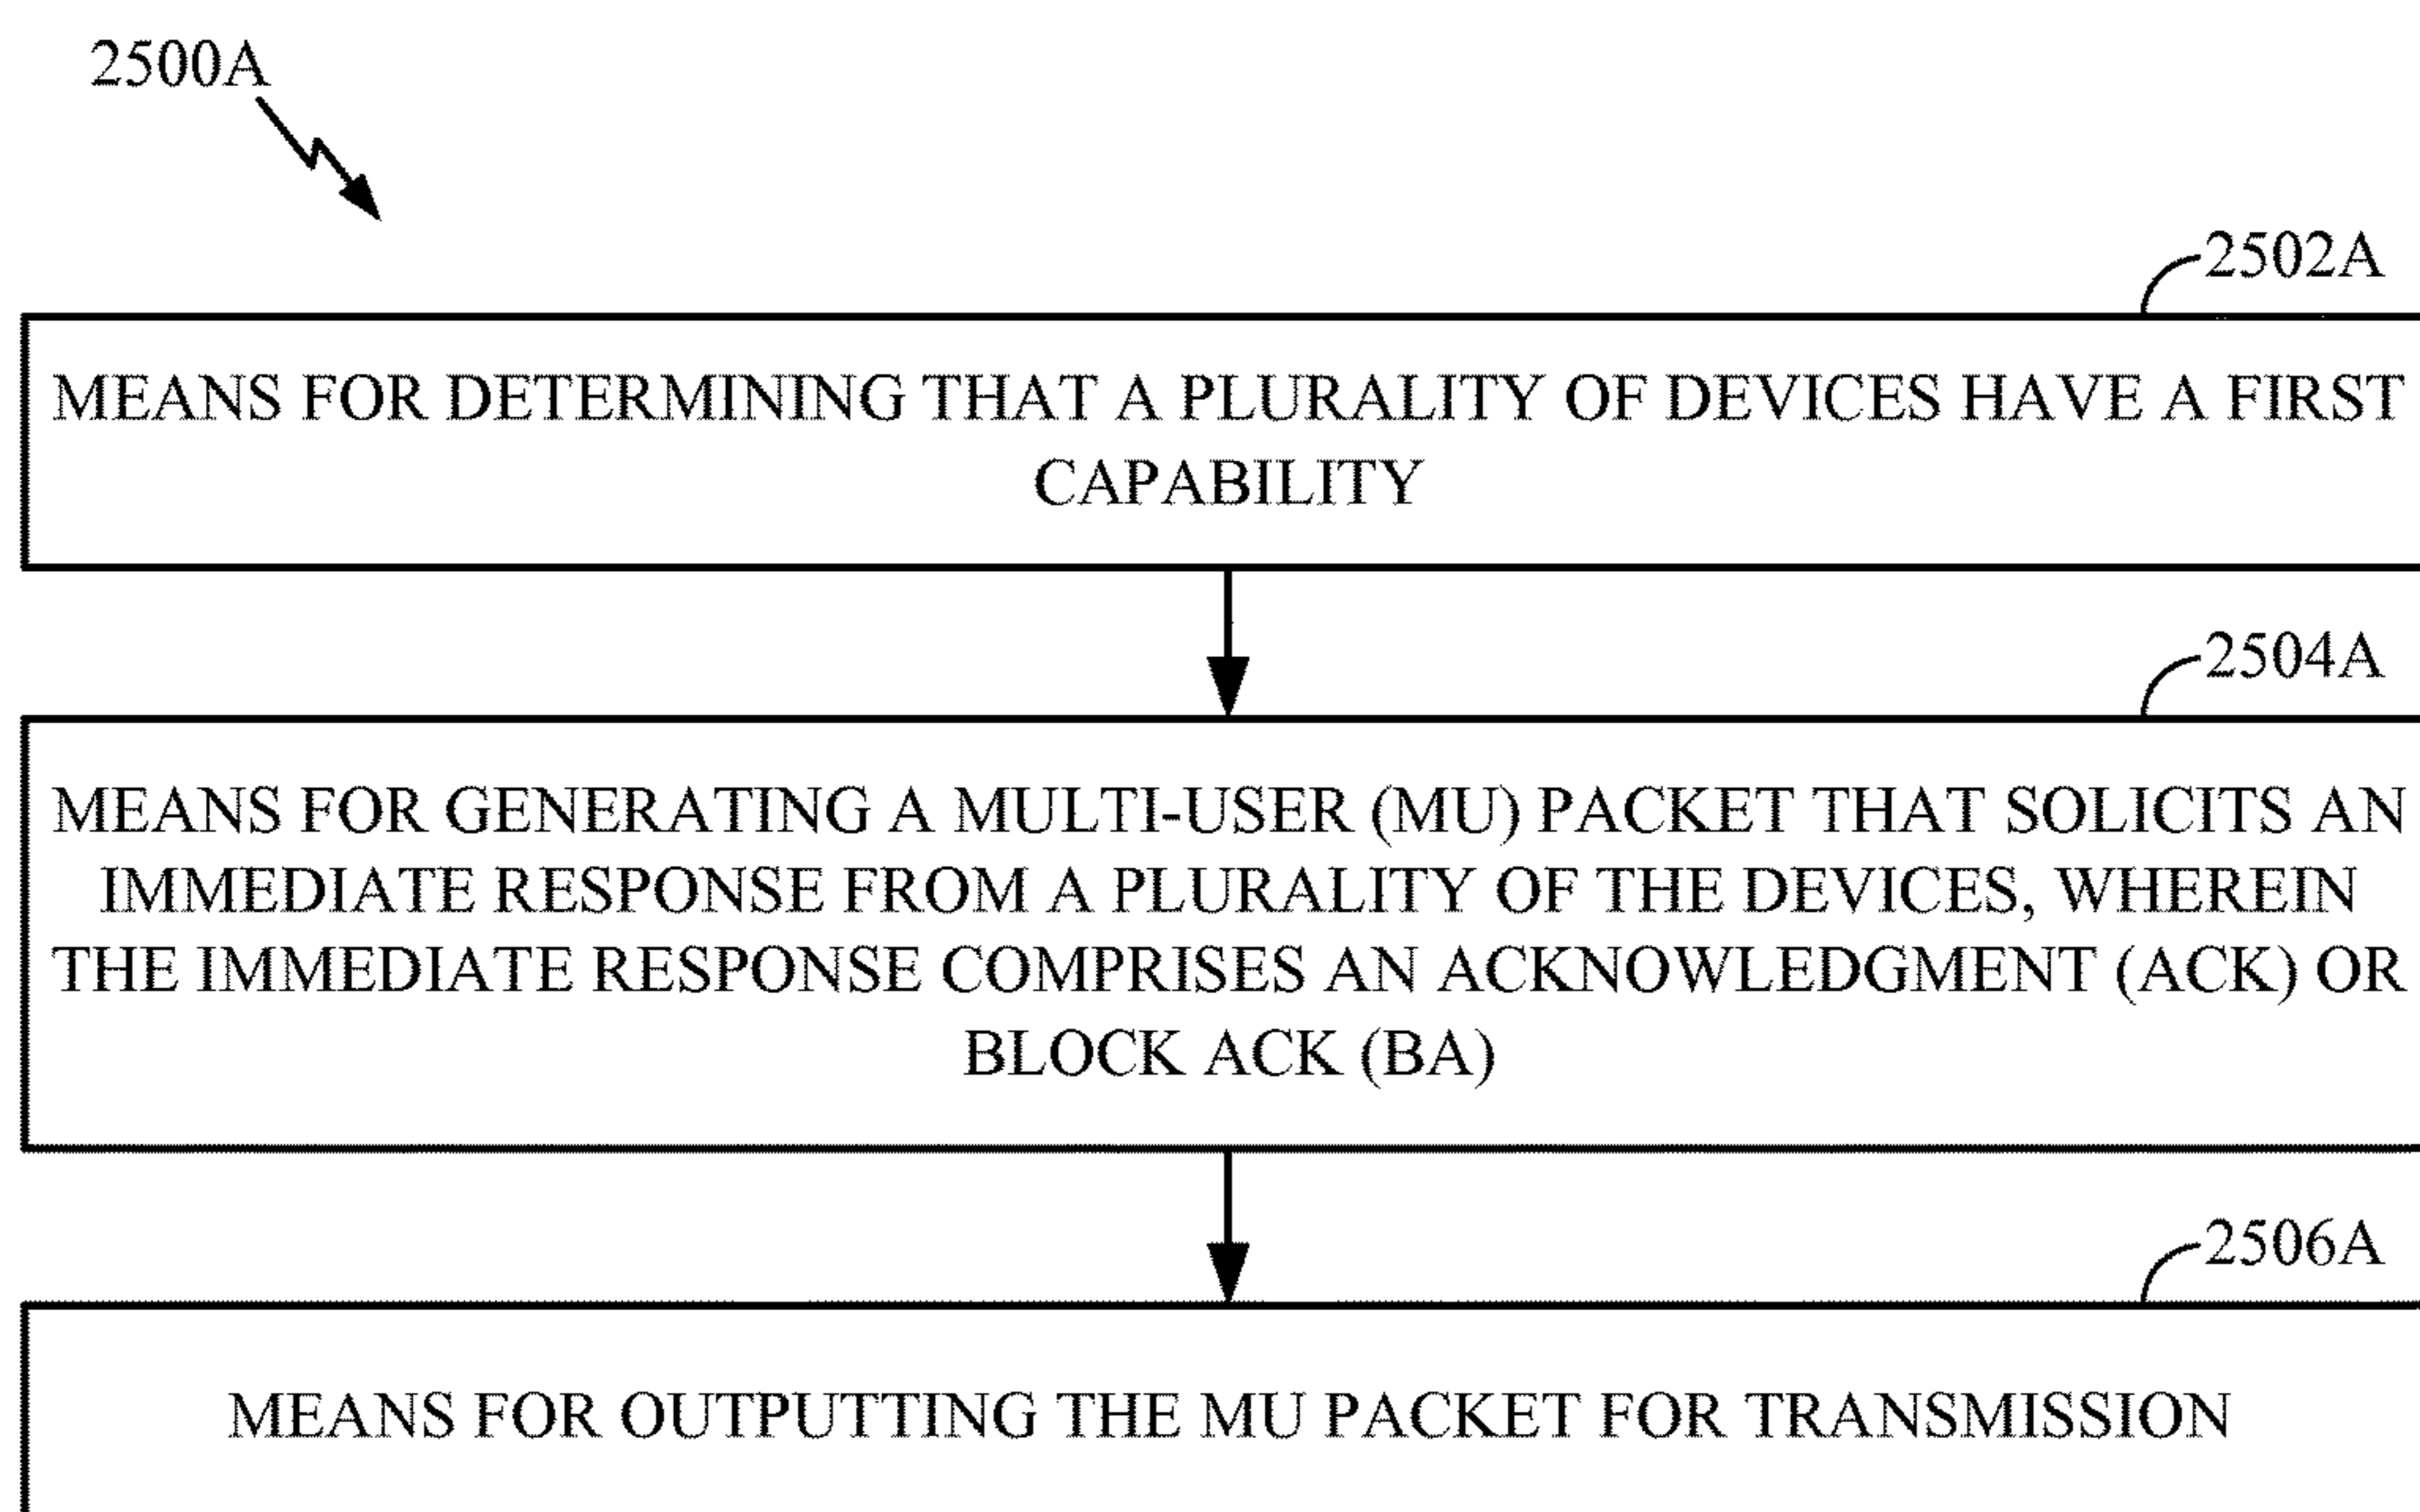 2500A
2502A
MEANS FOR DETERMINING THAT A PLURALITY OF DEVICES HAVE A FIRST
CAPABILITY
2504A
MEANS FOR GENERATING A MULTI-USER (MU) PACKET THAT SOLICITS AN
IMMEDIATE RESPONSE FROM A PLURALITY OF THE DEVICES, WHEREIN
THE IMMEDIATE RESPONSE COMPRISES AN ACKNOWLEDGMENT (ACK) OR
BLOCK ACK (BA)
2506A
MEANS FOR OUTPUTTING THE MU PACKET FOR TRANSMISSION